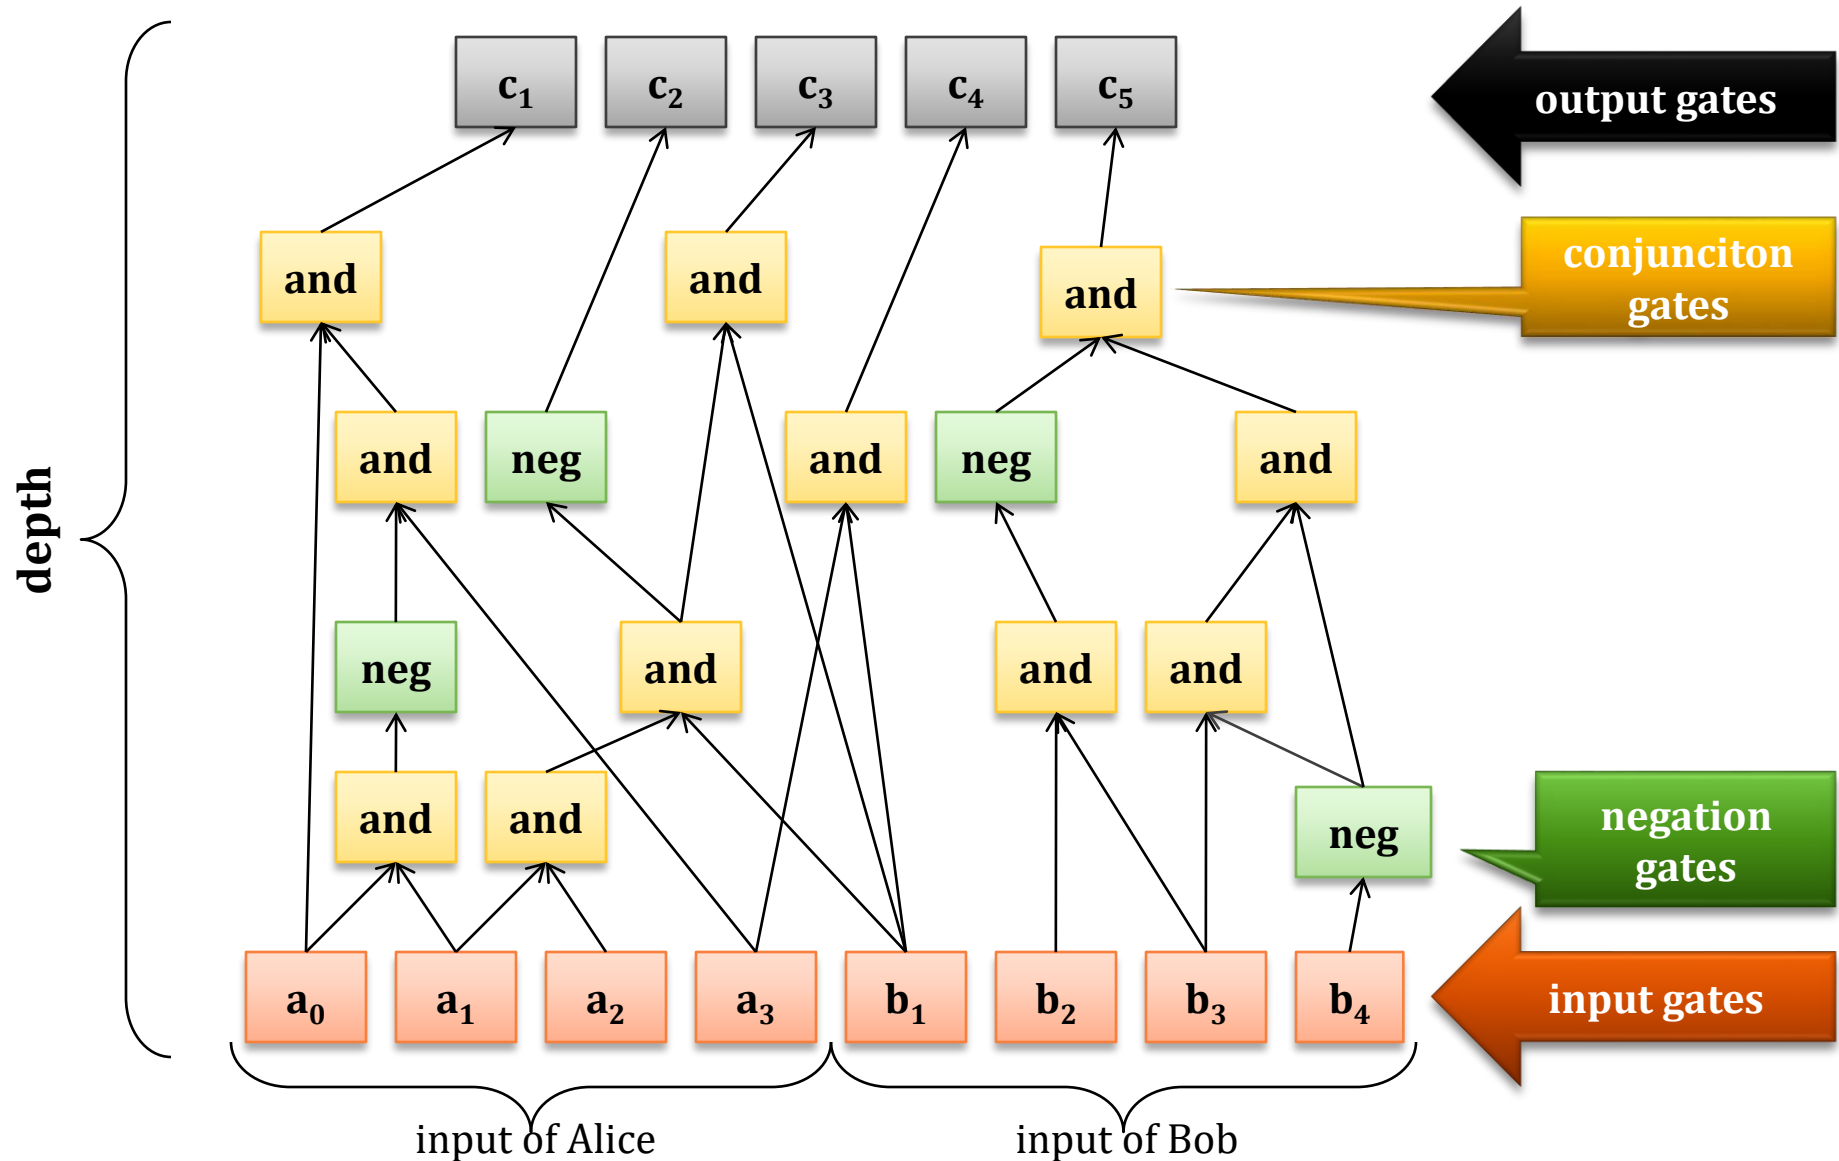 c1 c2 c3 c4 c5
output gates
and and and
conjunciton
gates
and neg and neg and
depth
neg and and and
and and neg
negation
gates
a0 a1 a2 a3 b1 b2 b3 b4
input gates
input of Alice input of Bob